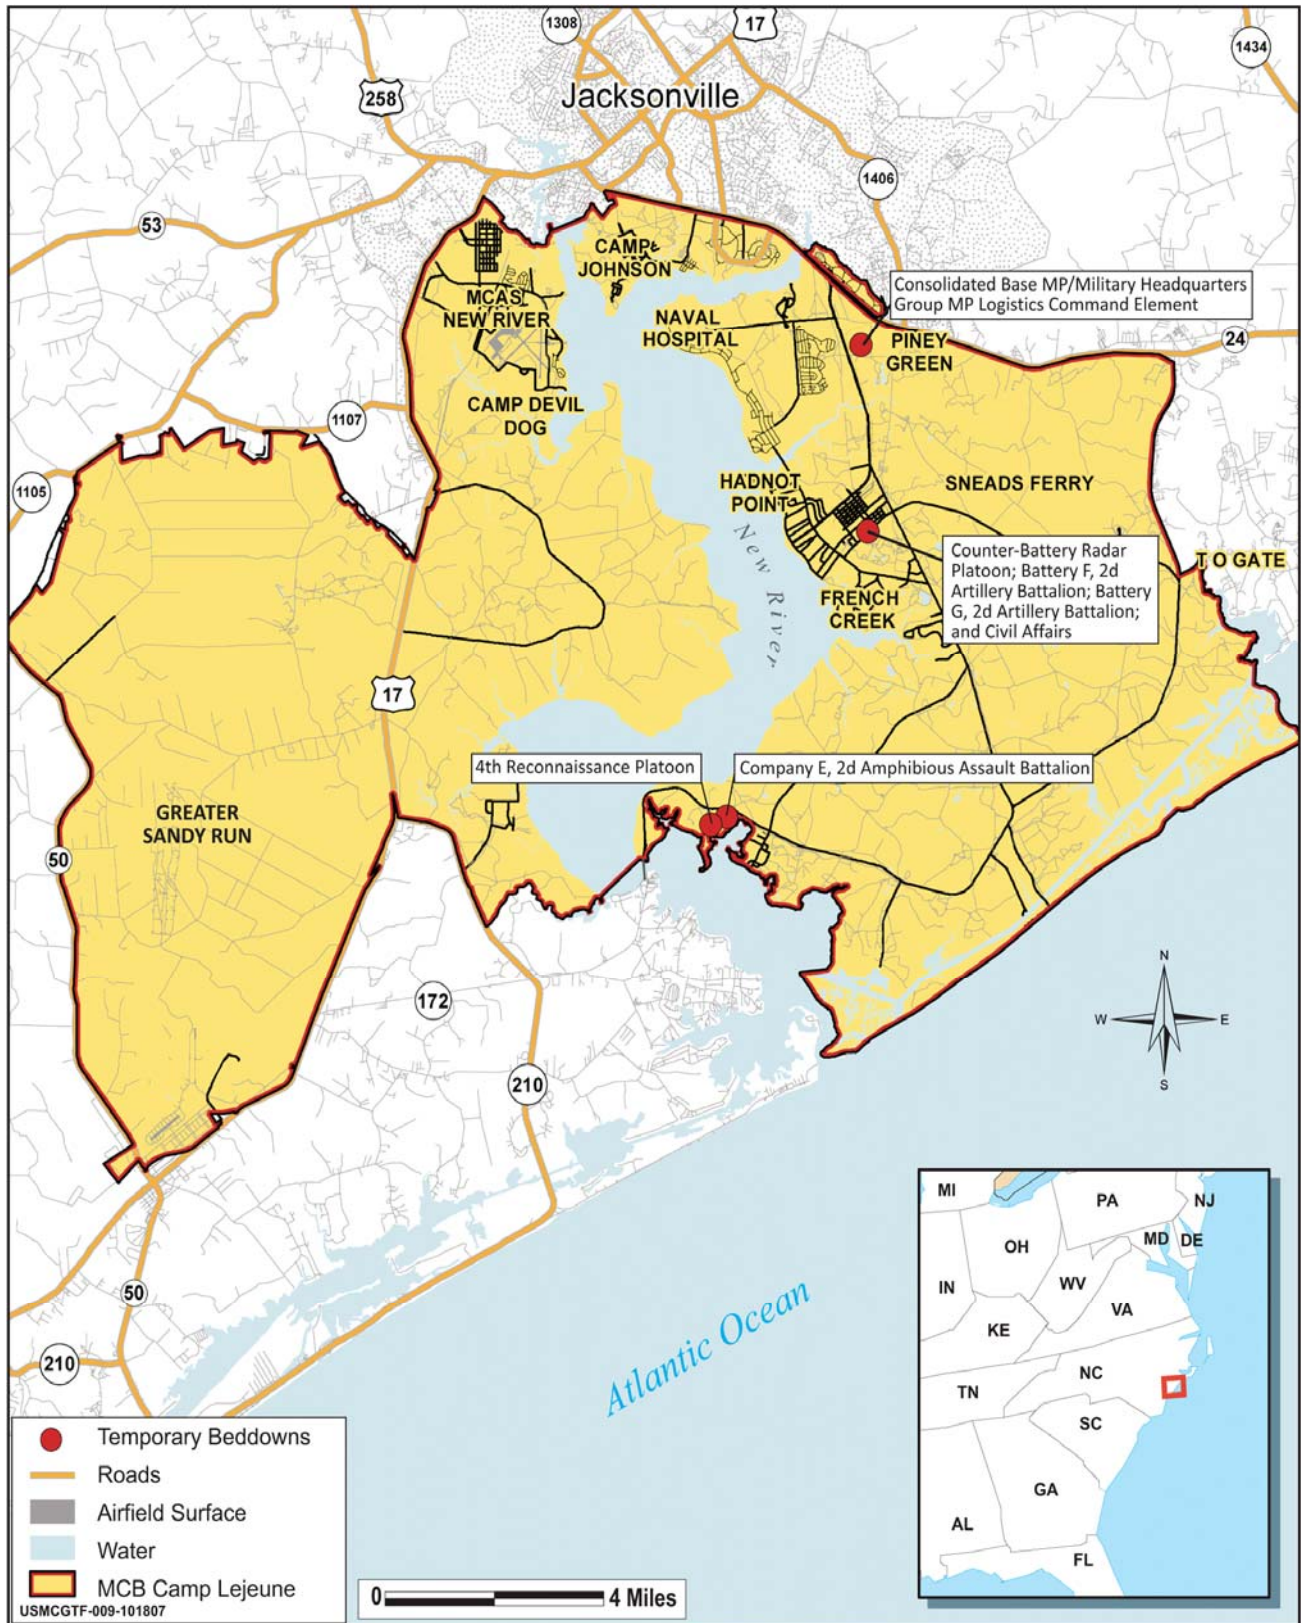 1308
17
1434
258
Jacksonville
1406
53
CAMP
JOHNSON
Consolidated Base MP/Military Headquarters
Group MP Logistics Command Element
MCAS
NEW RIVER
NAVAL
HOSPITAL
PINEY
GREEN
24
CAMP DEVIL
DOG
1107
1105
HADNOT
POINT
SNEADS FERRY
New River
Counter-Battery Radar
Platoon; Battery F, 2d
Artillery Battalion; Battery
G, 2d Artillery Battalion;
and Civil Affairs
T O GATE
FRENCH
CREEK
17
4th Reconnaissance Platoon
Company E, 2d Amphibious Assault Battalion
GREATER
SANDY RUN
50
172
N
W
E
S
210
50
210
Atlantic Ocean
MI
PA
NJ
OH
MD
DE
IN
WV
VA
KE
NC
TN
SC
GA
AL
FL
Temporary Beddowns
Roads
Airfield Surface
Water
MCB Camp Lejeune
USMCGTF-009-101807
0 4 Miles